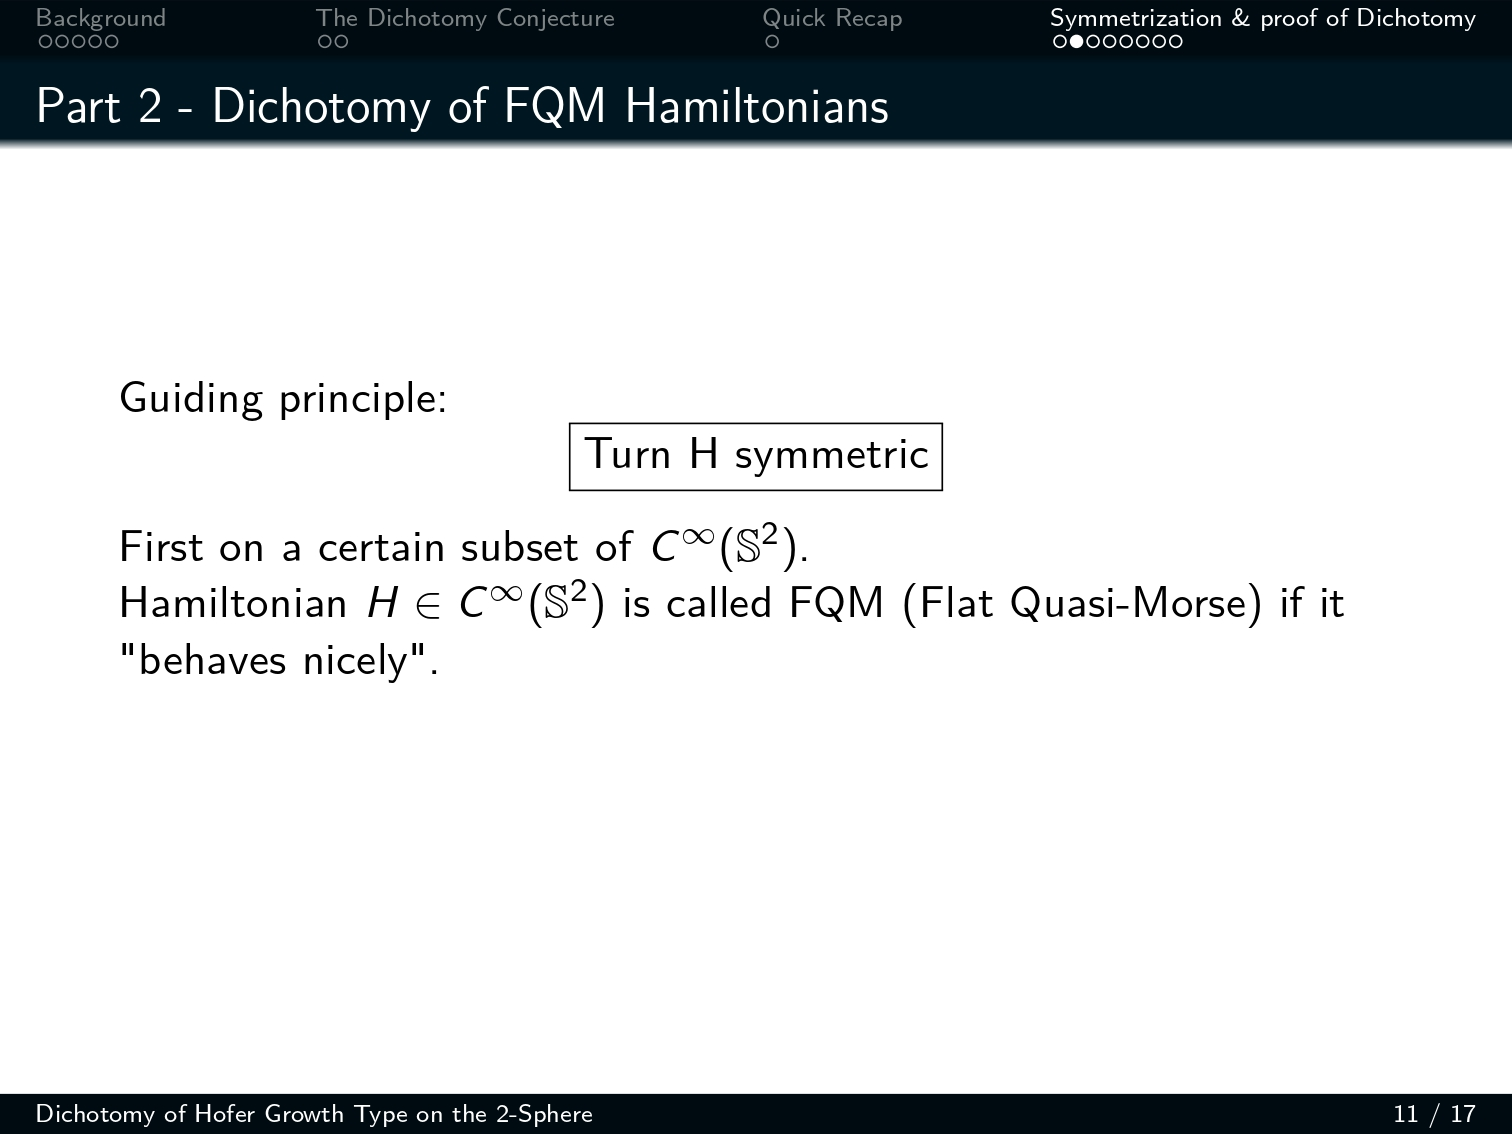 Background
The Dichotomy Conjecture
Quick Recap
Symmetrization & proof of Dichotomy
Part 2 - Dichotomy of FQM Hamiltonians
Guiding principle:
Turn H symmetric
First on a certain subset of C^∞(𝕊²).
Hamiltonian H ∈ C^∞(𝕊²) is called FQM (Flat Quasi-Morse) if it
"behaves nicely".
Dichotomy of Hofer Growth Type on the 2-Sphere
11 / 17